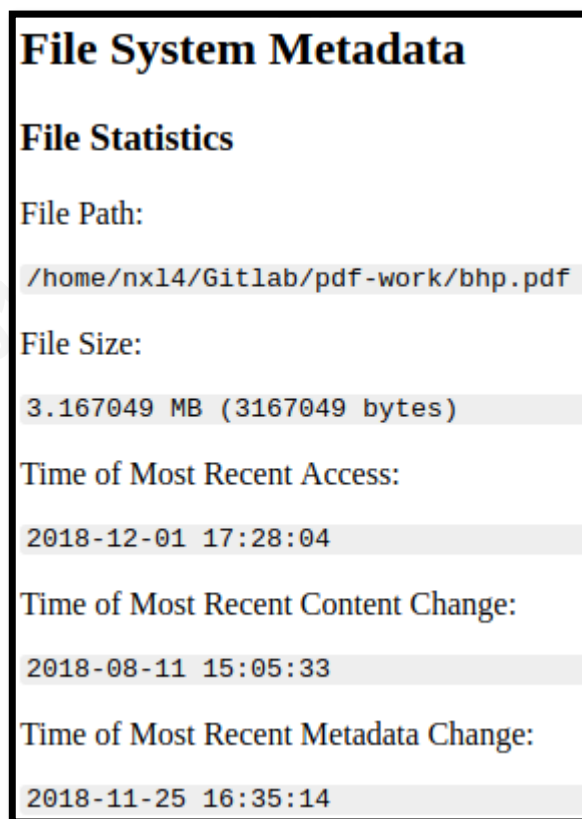 File System Metadata
File Statistics
File Path:
/home/nxl4/Gitlab/pdf-work/bhp.pdf
File Size:
3.167049 MB (3167049 bytes)
Time of Most Recent Access:
2018-12-01 17:28:04
Time of Most Recent Content Change:
2018-08-11 15:05:33
Time of Most Recent Metadata Change:
2018-11-25 16:35:14